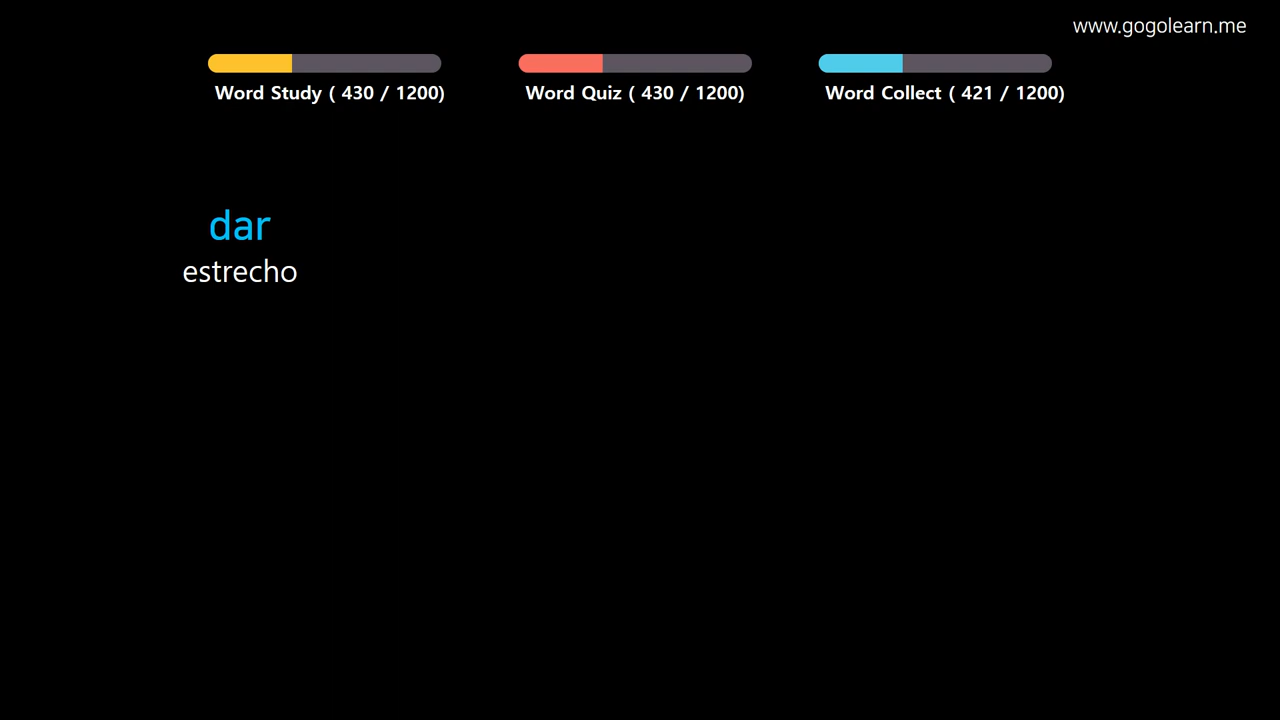 www.gogolearn.me
Word Study ( 430 / 1200)
Word Quiz ( 430 / 1200)
Word Collect ( 421 / 1200)
dar
estrecho